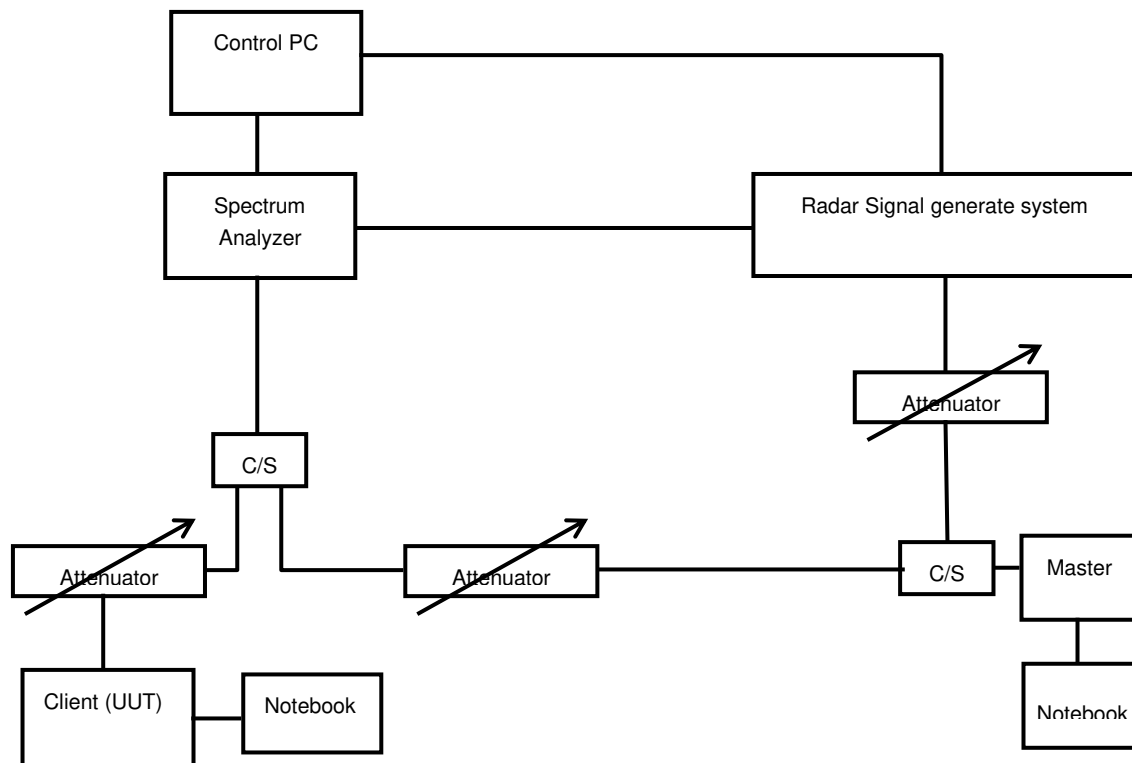 Control PC
Spectrum
Analyzer
Radar Signal generate system
Attenuator
C/S
Attenuator
Attenuator
C/S
Master
Client (UUT)
Notebook
Notebook